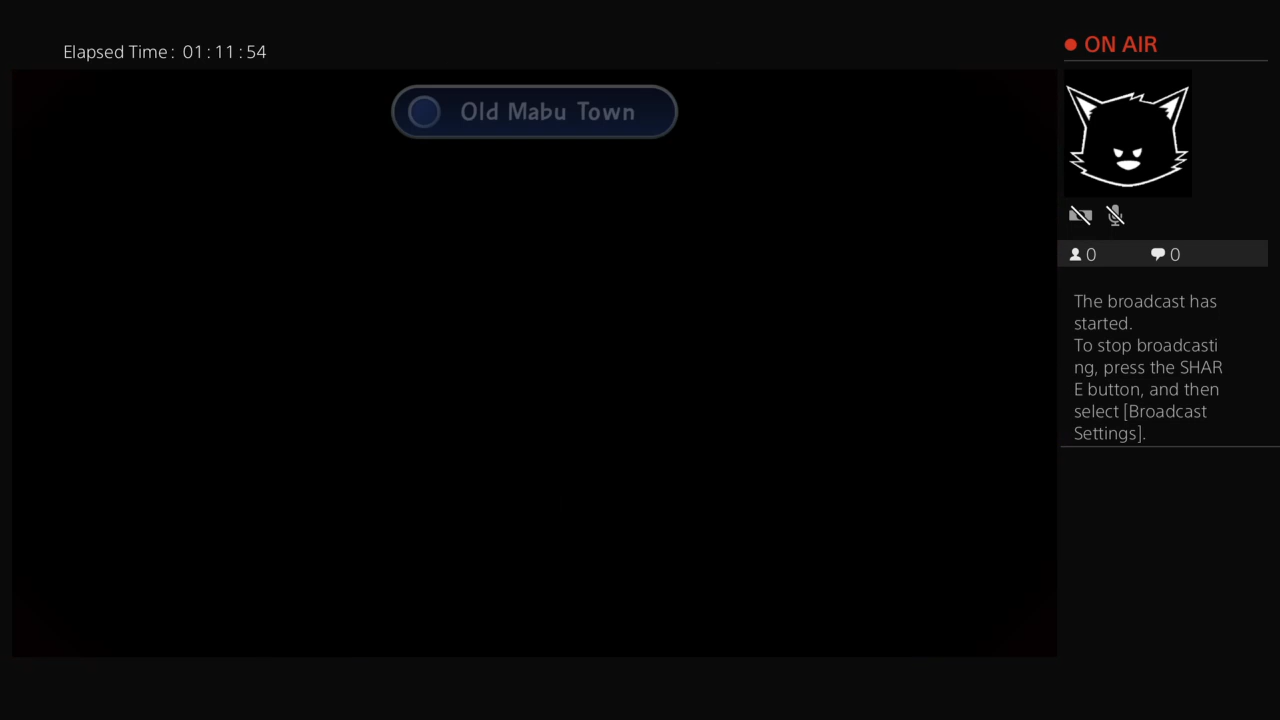 Elapsed Time: 01:11:54
ON AIR
Old Mabu Town
0 0
The broadcast has
started.
To stop broadcasti
ng, press the SHAR
E button, and then
select [Broadcast
Settings].